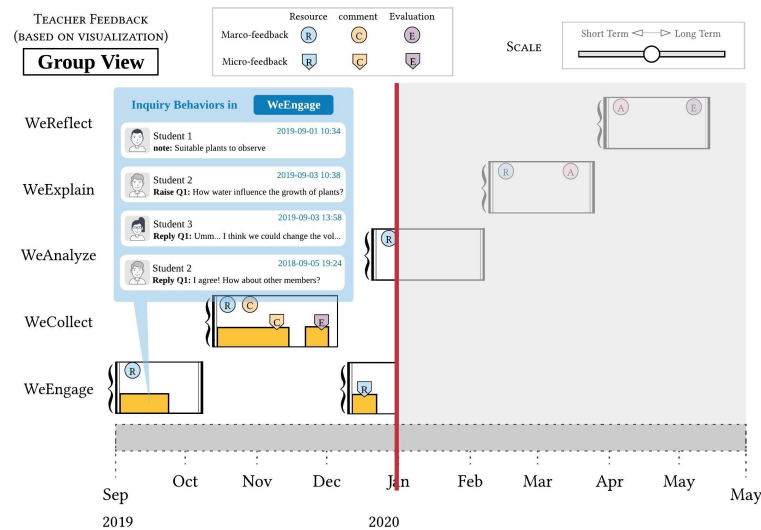 TEACHER FEEDBACK
(BASED ON VISUALIZATION)
Group View
Resource comment Evaluation
Marco-feedback R C E
Micro-feedback R C E
SCALE
Short Term Long Term
WeReflect
WeExplain
WeAnalyze
WeCollect
WeEngage
Inquiry Behaviors in WeEngage
2019-09-01 10:34
Student 1
note: Suitable plants to observe
2019-09-03 10:38
Student 2
Raise Q1: How water influence the growth of plants?
2019-09-03 13:58
Student 3
Reply Q1: Umm... I think we could change the vol...
2018-09-05 19:24
Student 2
Reply Q1: I agree! How about other members?
A E
R A
R
R C
C E
R
R
Sep Oct Nov Dec Jan Feb Mar Apr May May
2019 2020